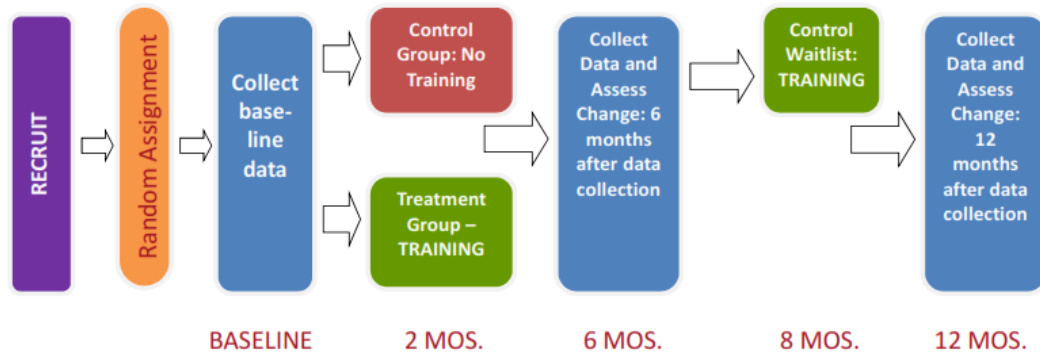 RECRUIT
Random Assignment
Collect
base-
line
data
Control
Group: No
Training
Treatment
Group –
TRAINING
Collect
Data and
Assess
Change: 6
months
after data
collection
Control
Waitlist:
TRAINING
Collect
Data and
Assess
Change:
12
months
after data
collection
BASELINE
2 MOS.
6 MOS.
8 MOS.
12 MOS.